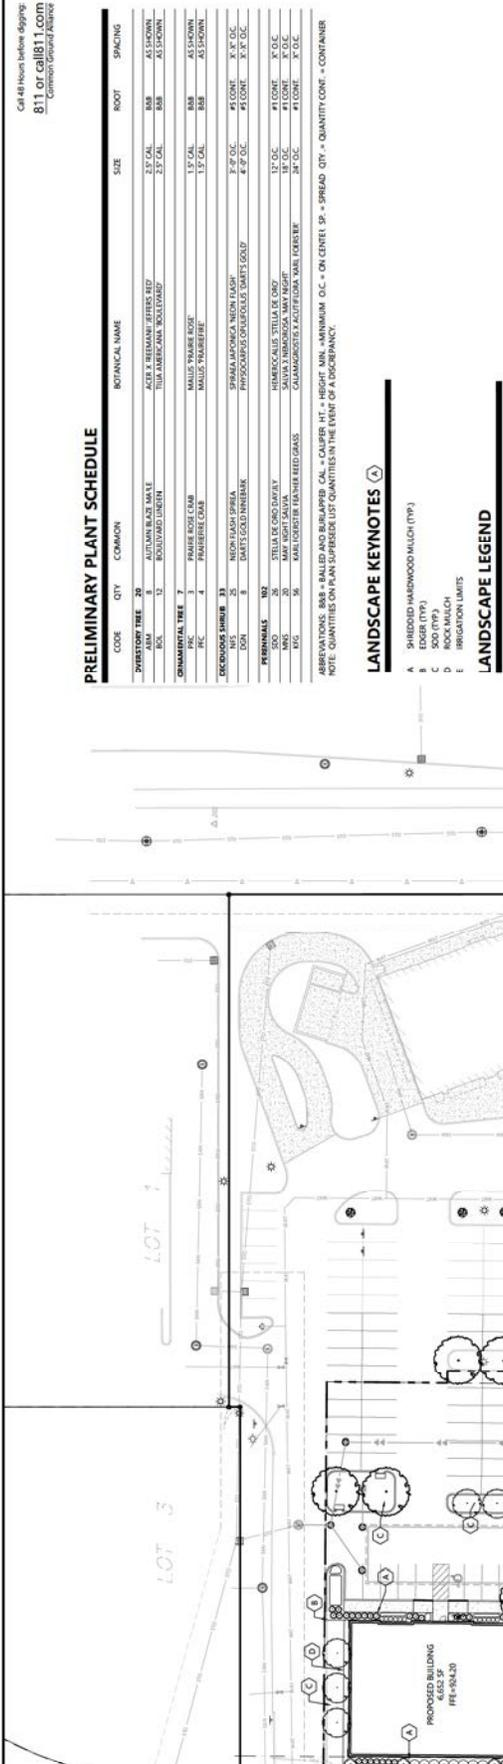 Call 48 Hours before digging:
811 or call811.com
Common Ground Alliance
PRELIMINARY PLANT SCHEDULE
CODE QTY COMMON BOTANICAL NAME SIZE ROOT SPACING
OVERSTORY TREE 20
ABM 8 AUTUMN BLAZE MAPLE ACER X FREEMANII 'JEFFERS RED' 2.5" CAL. B&B AS SHOWN
BOL 12 BOULEVARD LINDEN TILIA AMERICANA 'BOULEVARD' 2.5" CAL. B&B AS SHOWN
ORNAMENTAL TREE 7
PRC 3 PRAIRIE ROSE CRAB MALUS 'PRAIRIE ROSE' 1.5" CAL. B&B AS SHOWN
PFC 4 PRAIRIEFIRE CRAB MALUS 'PRAIRIEFIRE' 1.5" CAL. B&B AS SHOWN
DECIDUOUS SHRUB 33
NFS 25 NEON FLASH SPIREA SPIRAEA JAPONICA 'NEON FLASH' 3'-0" O.C. #5 CONT. X'-X" O.C.
DGN 8 DART'S GOLD NINEBARK PHYSOCARPUS OPULIFOLIUS 'DART'S GOLD' 4'-0" O.C. #5 CONT. X'-X" O.C.
PERENNIALS 102
SDO 26 STELLA DE ORO DAYLILY HEMEROCALLIS 'STELLA DE ORO' 12" O.C. #1 CONT. X" O.C.
MNS 20 MAY NIGHT SALVIA SALVIA X NEMOROSA 'MAY NIGHT' 18" O.C. #1 CONT. X" O.C.
KFG 56 KARL FOERSTER FEATHER REED GRASS CALAMAGROSTIS X ACUTIFLORA 'KARL FOERSTER' 24" O.C. #1 CONT. X" O.C.
ABBREVIATIONS: B&B = BALLED AND BURLAPPED CAL. = CALIPER HT. = HEIGHT MIN. = MINIMUM O.C. = ON CENTER SP. = SPREAD QTY. = QUANTITY CONT. = CONTAINER
NOTE: QUANTITIES ON PLAN SUPERSEDE LIST QUANTITIES IN THE EVENT OF A DISCREPANCY.
LANDSCAPE KEYNOTES A
A SHREDDED HARDWOOD MULCH (TYP.)
B EDGER (TYP.)
C SOD (TYP.)
D ROCK MULCH
E IRRIGATION LIMITS
LANDSCAPE LEGEND
LOT 1
LOT 3
C
C
A
B
D
C
A
PROPOSED BUILDING
6,652 SF
FFE=924.20